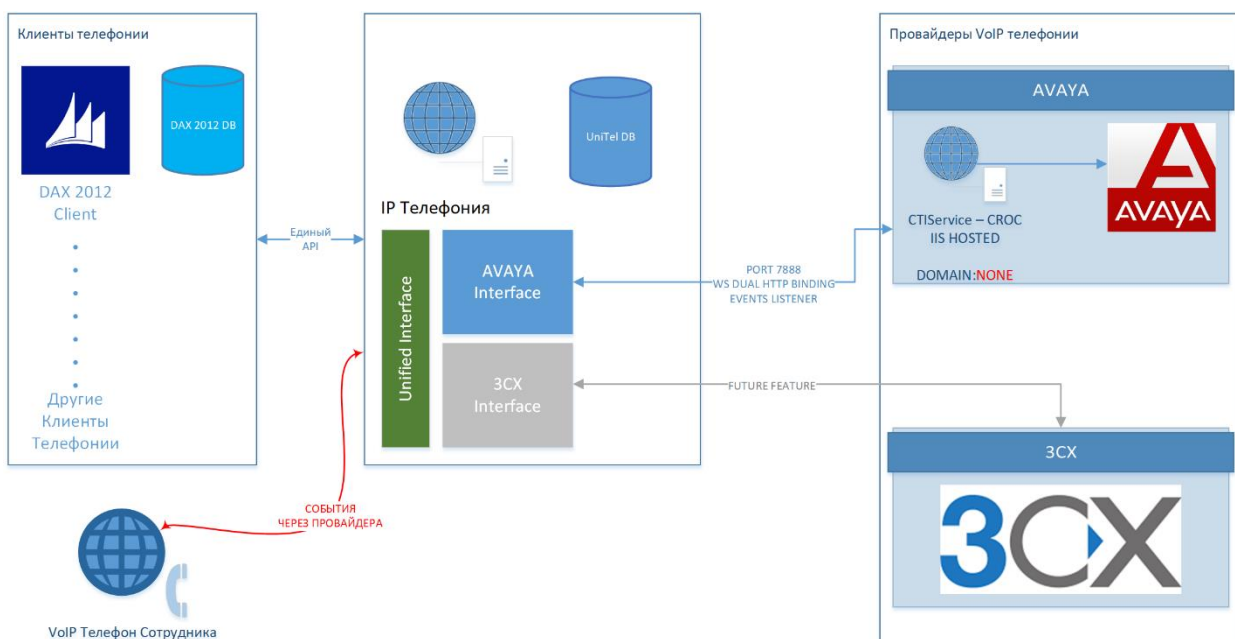 Клиенты телефонии
DAX 2012 DB
DAX 2012
Client
Другие
Клиенты
Телефонии
Единый
API
UniTel DB
IP Телефония
Unified Interface
AVAYA
Interface
3CX
Interface
PORT 7888
WS DUAL HTTP BINDING
EVENTS LISTENER
FUTURE FEATURE
Провайдеры VoIP телефонии
AVAYA
AVAYA
CTIService – CROC
IIS HOSTED
DOMAIN:NONE
3CX
3CX
СОБЫТИЯ
ЧЕРЕЗ ПРОВАЙДЕРА
VoIP Телефон Сотрудника